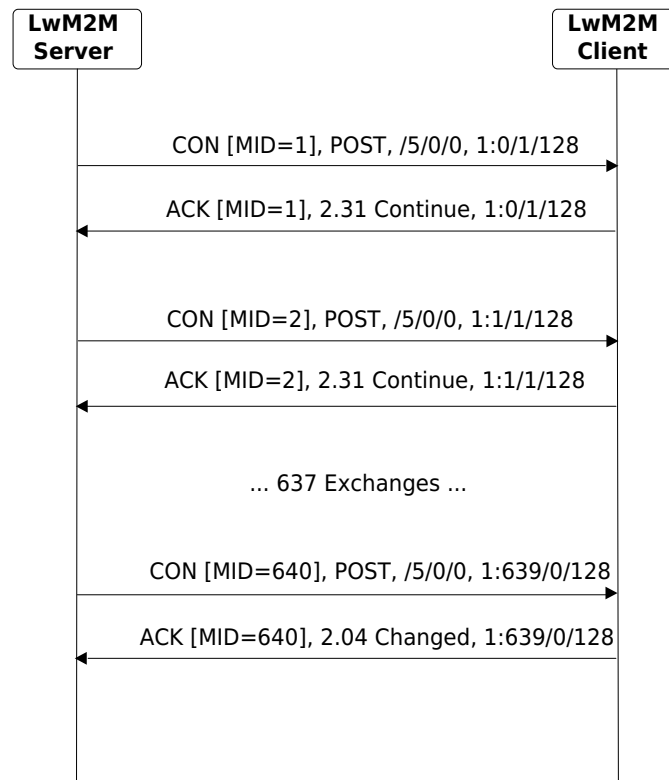 LwM2M
Server
LwM2M
Client
CON [MID=1], POST, /5/0/0, 1:0/1/128
ACK [MID=1], 2.31 Continue, 1:0/1/128
CON [MID=2], POST, /5/0/0, 1:1/1/128
ACK [MID=2], 2.31 Continue, 1:1/1/128
... 637 Exchanges ...
CON [MID=640], POST, /5/0/0, 1:639/0/128
ACK [MID=640], 2.04 Changed, 1:639/0/128